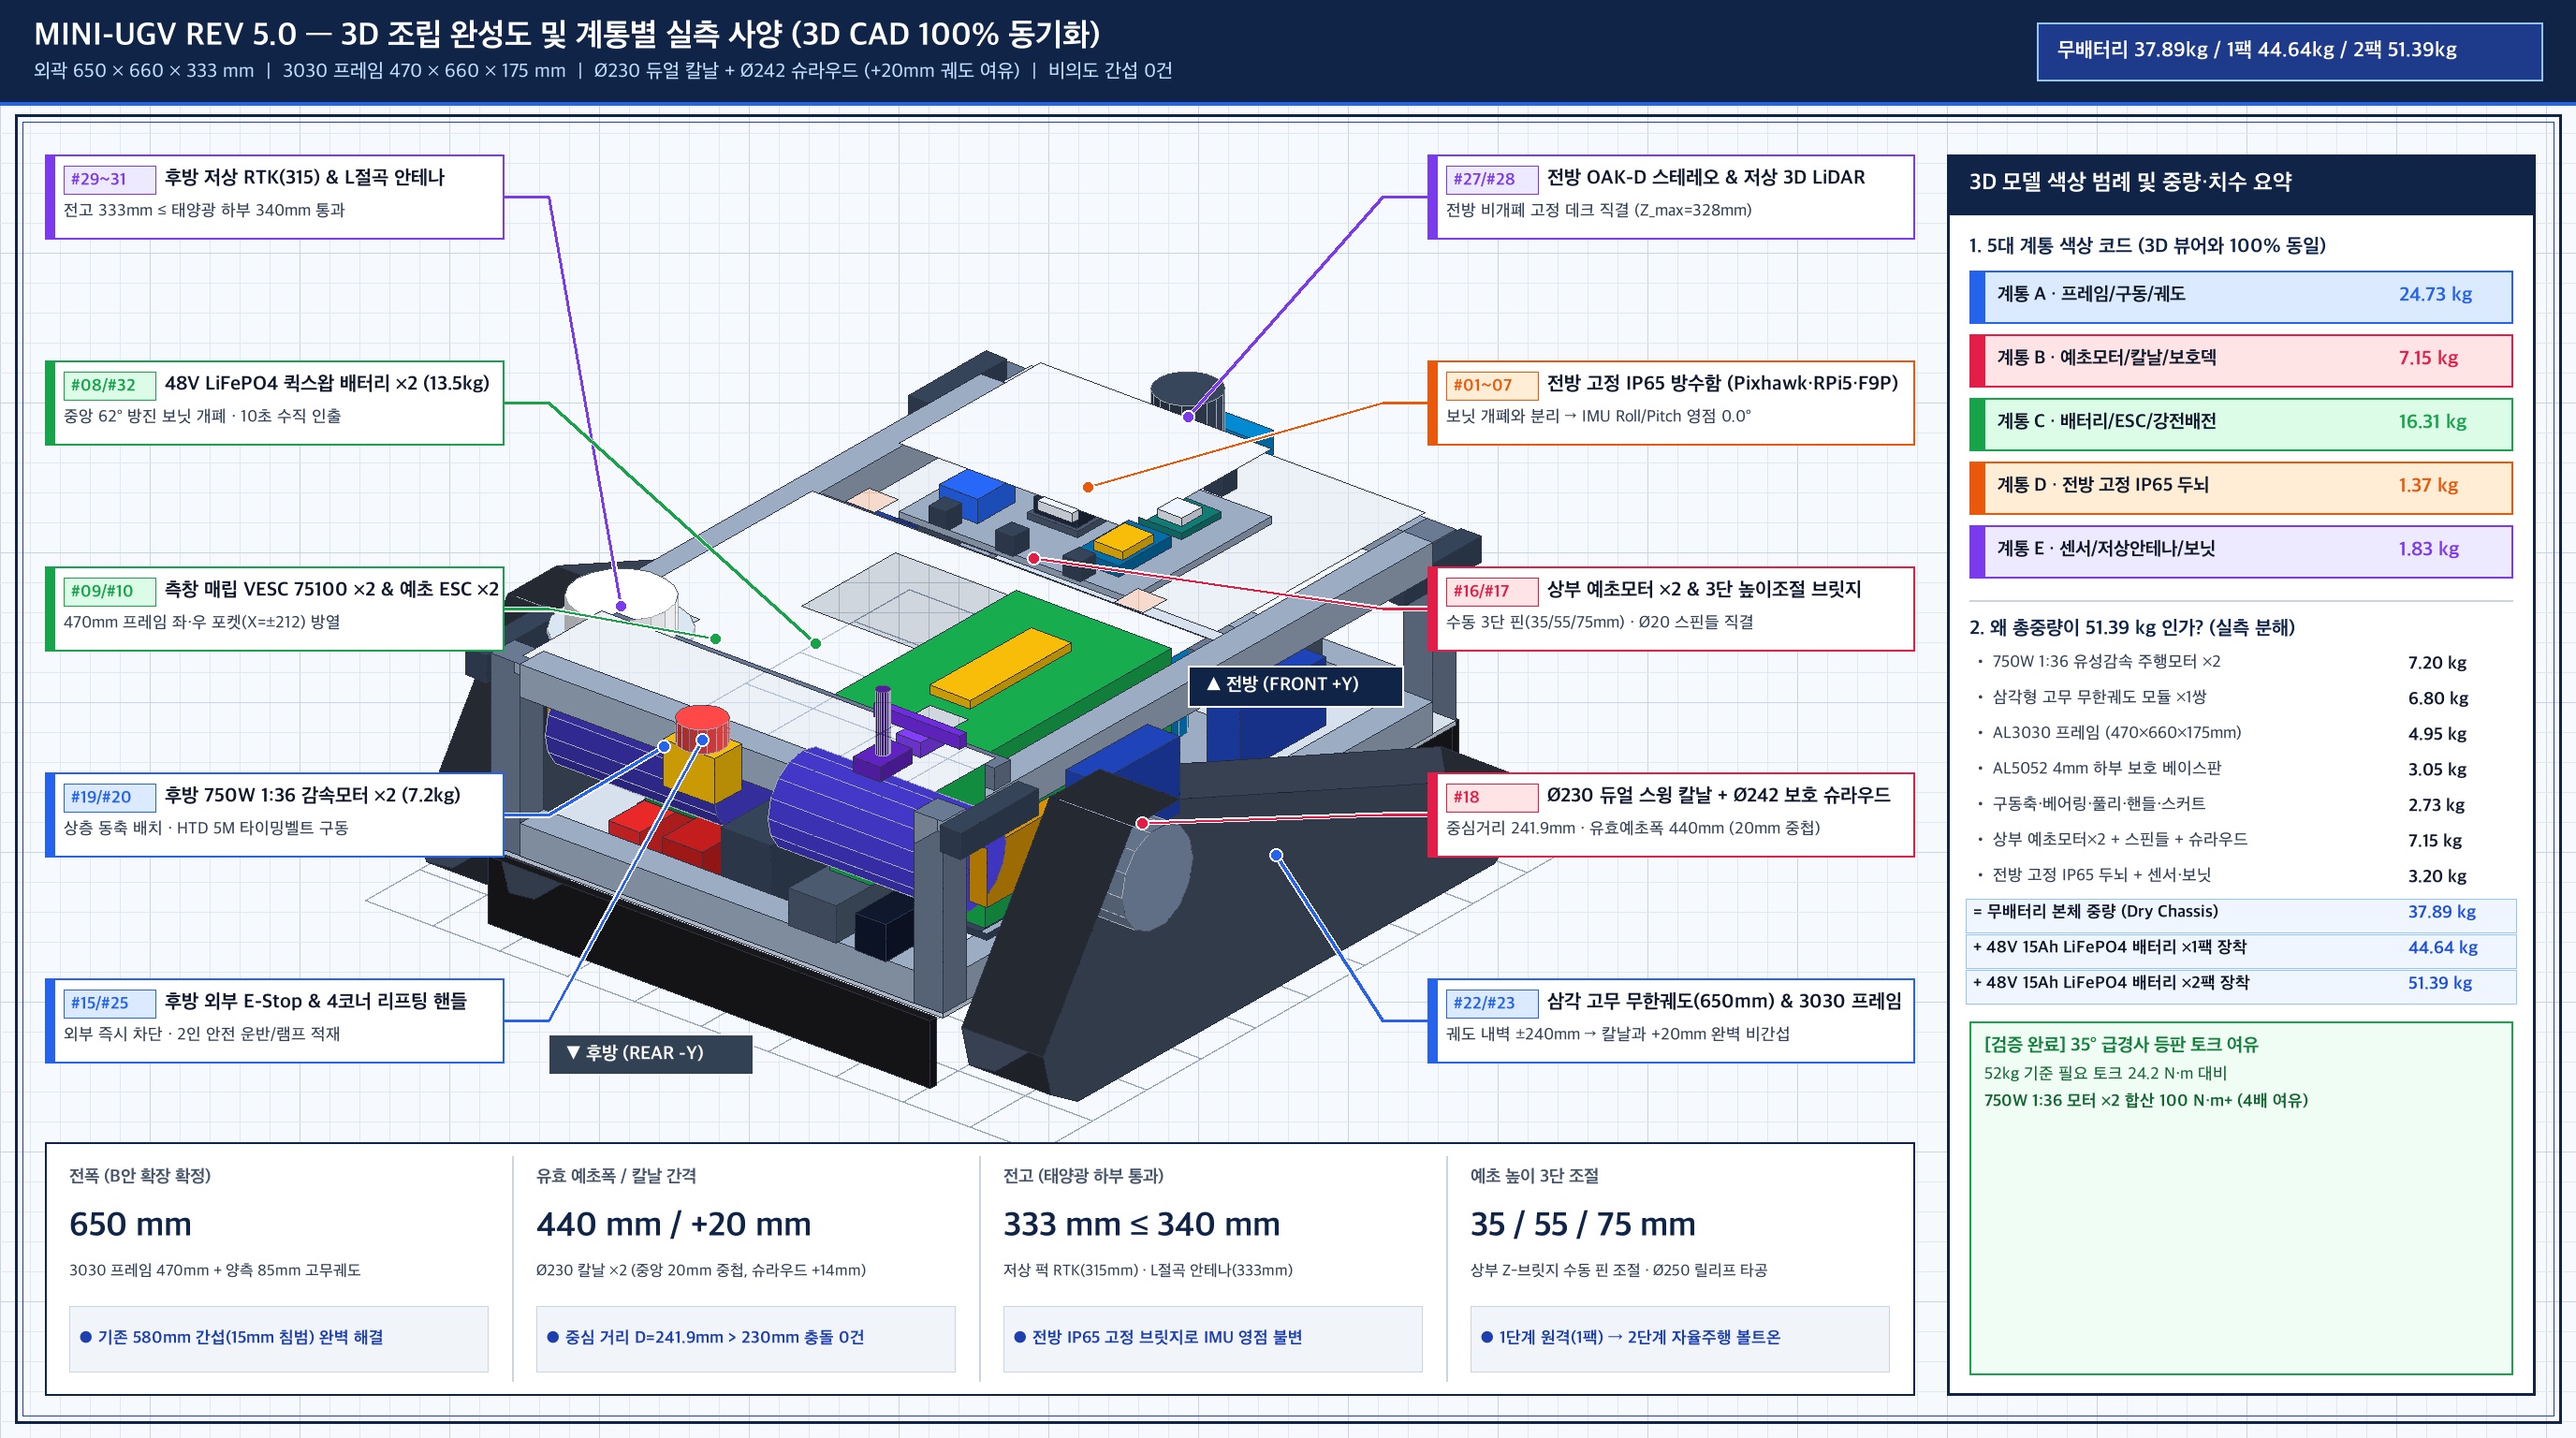 MINI-UGV REV 5.0 — 3D 조립 완성도 및 계통별 실측 사양 (3D CAD 100% 동기화)
외곽 650 × 660 × 333 mm | 3030 프레임 470 × 660 × 175 mm | Ø230 듀얼 칼날 + Ø242 슈라우드 (+20mm 궤도 여유) | 비의도 간섭 0건
무배터리 37.89kg / 1팩 44.64kg / 2팩 51.39kg
#29~31 후방 저상 RTK(315) & L절곡 안테나
전고 333mm ≤ 태양광 하부 340mm 통과
#08/#32 48V LiFePO4 퀵스왑 배터리 ×2 (13.5kg)
중앙 62° 방진 보닛 개폐 · 10초 수직 인출
#09/#10 측창 매립 VESC 75100 ×2 & 예초 ESC ×2
470mm 프레임 좌·우 포켓(X=±212) 방열
#19/#20 후방 750W 1:36 감속모터 ×2 (7.2kg)
상층 동축 배치 · HTD 5M 타이밍벨트 구동
#15/#25 후방 외부 E-Stop & 4코너 리프팅 핸들
외부 즉시 차단 · 2인 안전 운반/램프 적재
▼ 후방 (REAR -Y)
▲ 전방 (FRONT +Y)
#27/#28 전방 OAK-D 스테레오 & 저상 3D LiDAR
전방 비개폐 고정 데크 직결 (Z_max=328mm)
#01~07 전방 고정 IP65 방수함 (Pixhawk·RPi5·F9P)
보닛 개폐와 분리 → IMU Roll/Pitch 영점 0.0°
#16/#17 상부 예초모터 ×2 & 3단 높이조절 브릿지
수동 3단 핀(35/55/75mm) · Ø20 스핀들 직결
#18 Ø230 듀얼 스윙 칼날 + Ø242 보호 슈라우드
중심거리 241.9mm · 유효예초폭 440mm (20mm 중첩)
#22/#23 삼각 고무 무한궤도(650mm) & 3030 프레임
궤도 내벽 ±240mm → 칼날과 +20mm 완벽 비간섭
3D 모델 색상 범례 및 중량·치수 요약
1. 5대 계통 색상 코드 (3D 뷰어와 100% 동일)
계통 A · 프레임/구동/궤도 24.73 kg
계통 B · 예초모터/칼날/보호덱 7.15 kg
계통 C · 배터리/ESC/강전배전 16.31 kg
계통 D · 전방 고정 IP65 두뇌 1.37 kg
계통 E · 센서/저상안테나/보닛 1.83 kg
2. 왜 총중량이 51.39 kg 인가? (실측 분해)
• 750W 1:36 유성감속 주행모터 ×2 7.20 kg
• 삼각형 고무 무한궤도 모듈 ×1쌍 6.80 kg
• AL3030 프레임 (470×660×175mm) 4.95 kg
• AL5052 4mm 하부 보호 베이스판 3.05 kg
• 구동축·베어링·풀리·핸들·스커트 2.73 kg
• 상부 예초모터×2 + 스핀들 + 슈라우드 7.15 kg
• 전방 고정 IP65 두뇌 + 센서·보닛 3.20 kg
= 무배터리 본체 중량 (Dry Chassis) 37.89 kg
+ 48V 15Ah LiFePO4 배터리 ×1팩 장착 44.64 kg
+ 48V 15Ah LiFePO4 배터리 ×2팩 장착 51.39 kg
[검증 완료] 35° 급경사 등판 토크 여유
52kg 기준 필요 토크 24.2 N·m 대비
750W 1:36 모터 ×2 합산 100 N·m+ (4배 여유)
전폭 (B안 확장 확정)
650 mm
3030 프레임 470mm + 양측 85mm 고무궤도
● 기존 580mm 간섭(15mm 침범) 완벽 해결
유효 예초폭 / 칼날 간격
440 mm / +20 mm
Ø230 칼날 ×2 (중앙 20mm 중첩, 슈라우드 +14mm)
● 중심 거리 D=241.9mm > 230mm 충돌 0건
전고 (태양광 하부 통과)
333 mm ≤ 340 mm
저상 퍽 RTK(315mm) · L절곡 안테나(333mm)
● 전방 IP65 고정 브릿지로 IMU 영점 불변
예초 높이 3단 조절
35 / 55 / 75 mm
상부 Z-브릿지 수동 핀 조절 · Ø250 릴리프 타공
● 1단계 원격(1팩) → 2단계 자율주행 볼트온